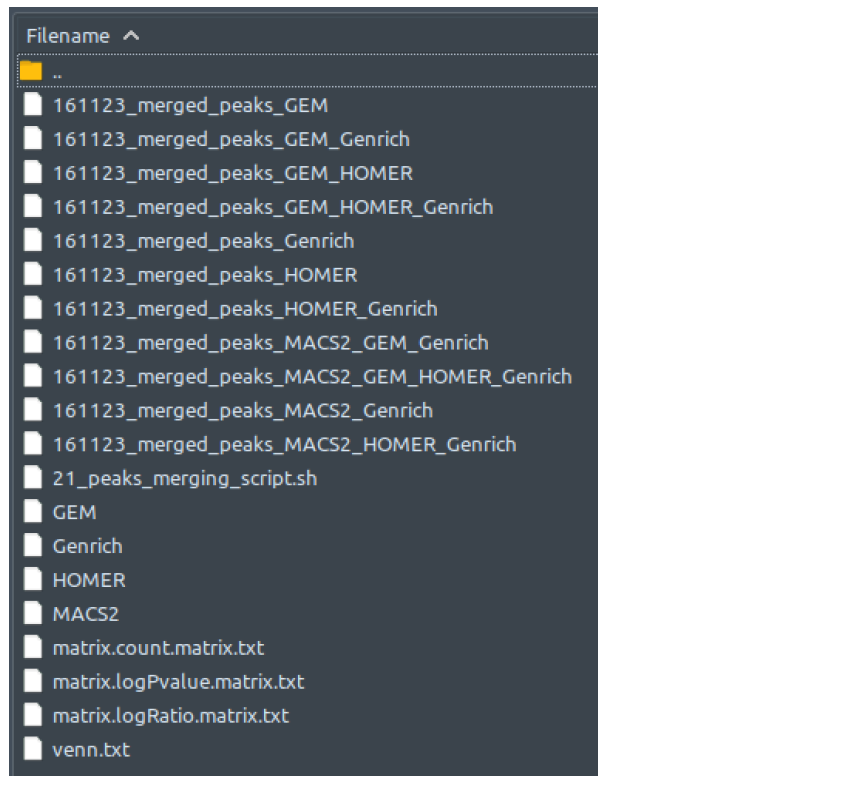 Filename
..
161123_merged_peaks_GEM
161123_merged_peaks_GEM_Genrich
161123_merged_peaks_GEM_HOMER
161123_merged_peaks_GEM_HOMER_Genrich
161123_merged_peaks_Genrich
161123_merged_peaks_HOMER
161123_merged_peaks_HOMER_Genrich
161123_merged_peaks_MACS2_GEM_Genrich
161123_merged_peaks_MACS2_GEM_HOMER_Genrich
161123_merged_peaks_MACS2_Genrich
161123_merged_peaks_MACS2_HOMER_Genrich
21_peaks_merging_script.sh
GEM
Genrich
HOMER
MACS2
matrix.count.matrix.txt
matrix.logPvalue.matrix.txt
matrix.logRatio.matrix.txt
venn.txt